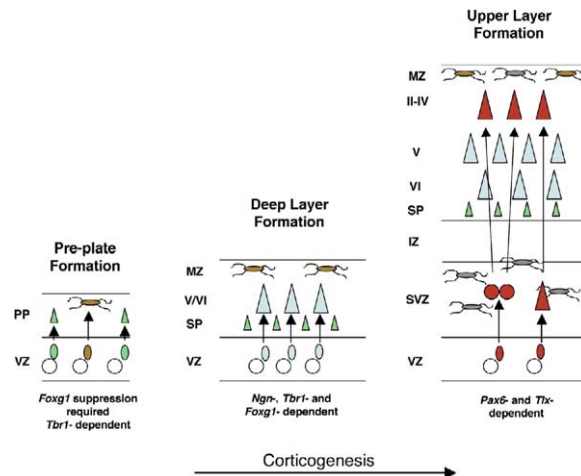 Pre-plate
Formation
PP
VZ
Foxg1 suppression
required
Tbr1- dependent
Deep Layer
Formation
MZ
V/VI
SP
VZ
Ngn-, Tbr1- and
Foxg1- dependent
Upper Layer
Formation
MZ
II-IV
V
VI
SP
IZ
SVZ
VZ
Pax6- and Tlx-
dependent
Corticogenesis